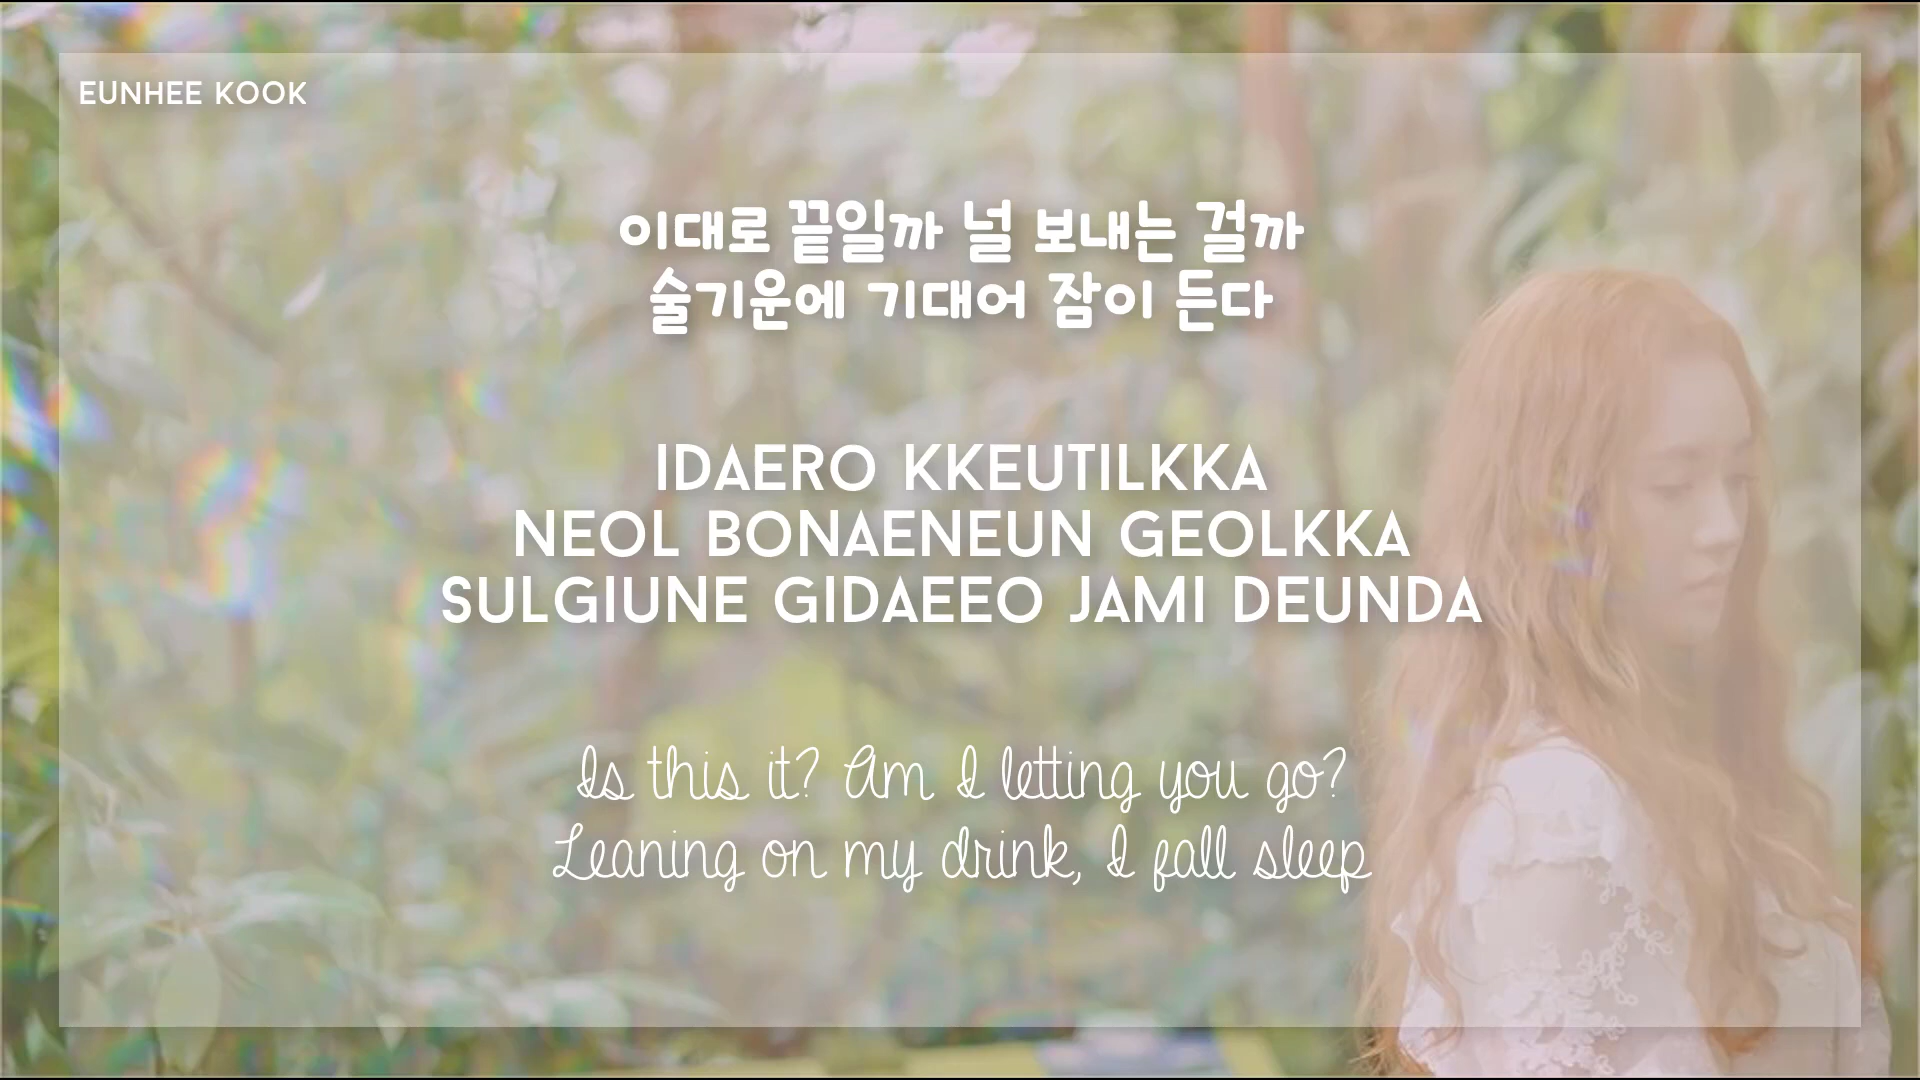 EUNHEE KOOK
이대로 끝일까 널 보내는 걸까
술기운에 기대어 잠이 든다
IDAERO KKEUTILKKA
NEOL BONAENEUN GEOLKKA
SULGIUNE GIDAEEO JAMI DEUNDA
Is this it? Am I letting you go?
Leaning on my drink, I fall sleep